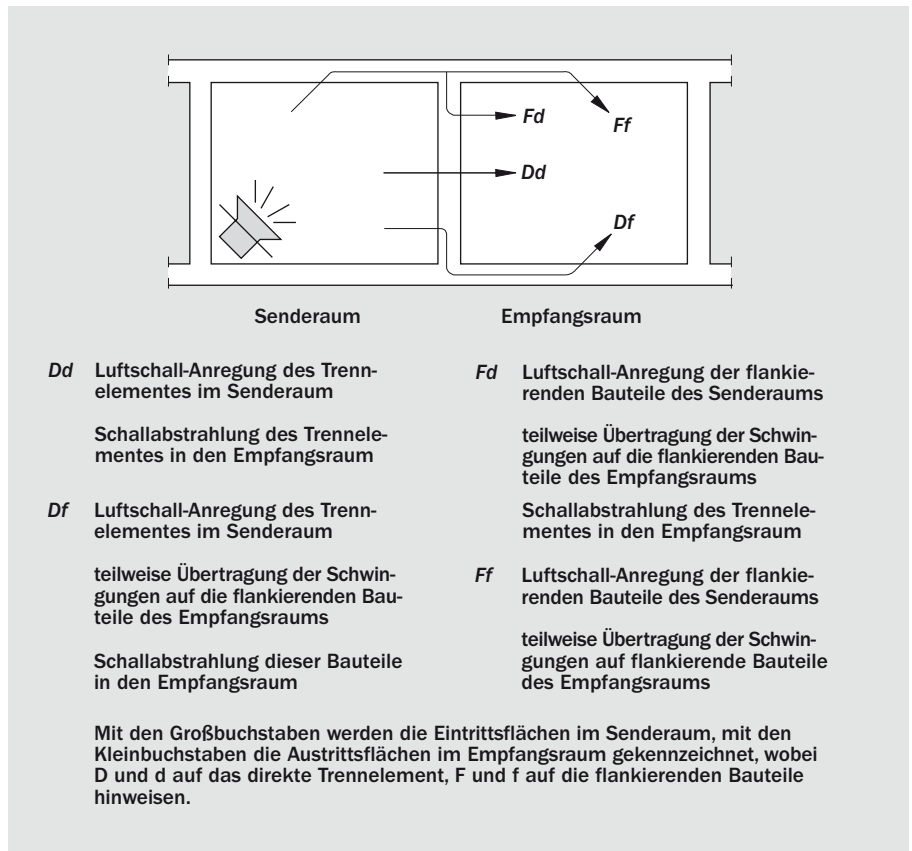 Fd
Ff
Dd
Df
Senderaum
Empfangsraum
Dd Luftschall-Anregung des Trenn-
elementes im Senderaum
Schallabstrahlung des Trennele-
mentes in den Empfangsraum
Df Luftschall-Anregung des Trenn-
elementes im Senderaum
teilweise Übertragung der Schwin-
gungen auf die flankierenden Bau-
teile des Empfangsraums
Schallabstrahlung dieser Bauteile
in den Empfangsraum
Fd Luftschall-Anregung der flankie-
renden Bauteile des Senderaums
teilweise Übertragung der Schwin-
gungen auf die flankierenden Bau-
teile des Empfangsraums
Schallabstrahlung des Trennele-
mentes in den Empfangsraum
Ff Luftschall-Anregung der flankie-
renden Bauteile des Senderaums
teilweise Übertragung der Schwin-
gungen auf flankierende Bauteile
des Empfangsraums
Mit den Großbuchstaben werden die Eintrittsflächen im Senderaum, mit den
Kleinbuchstaben die Austrittsflächen im Empfangsraum gekennzeichnet, wobei
D und d auf das direkte Trennelement, F und f auf die flankierenden Bauteile
hinweisen.